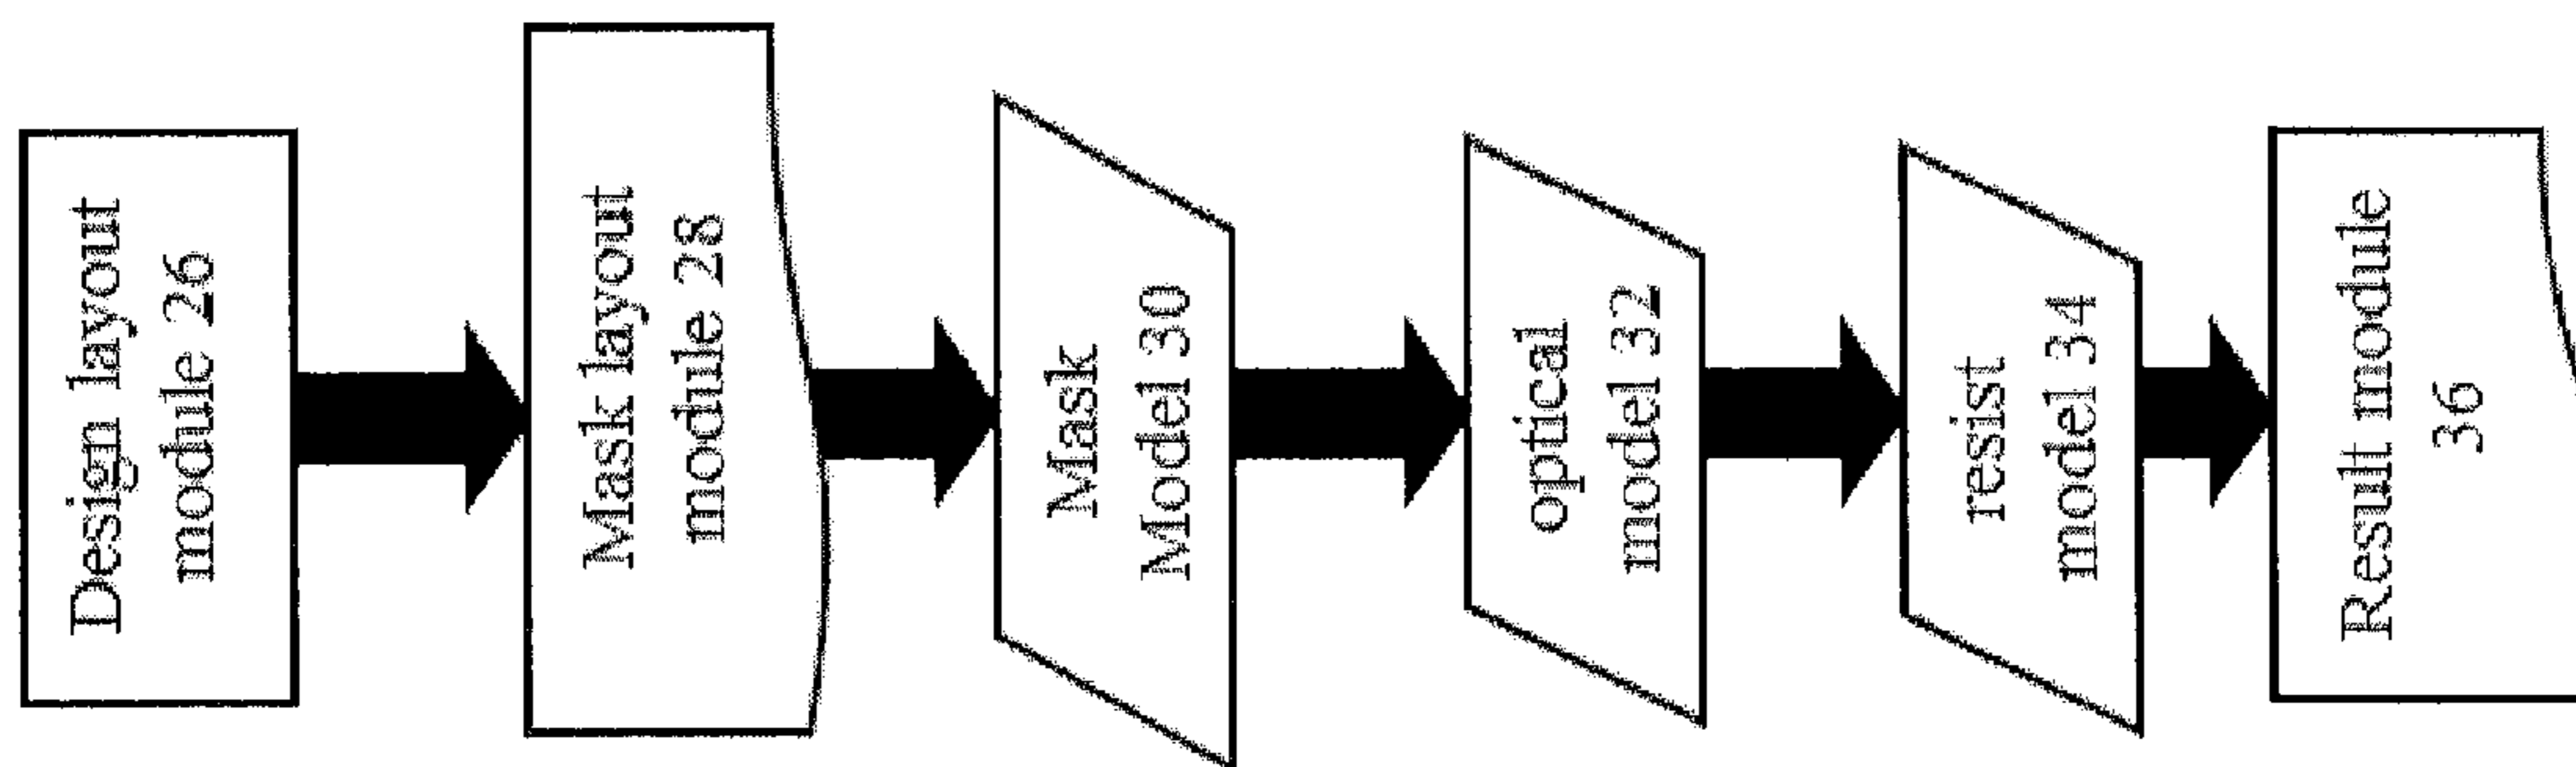 Design layout
module 26
Mask layout
module 28
Mask
Model 30
optical
model 32
resist
model 34
Result module
36